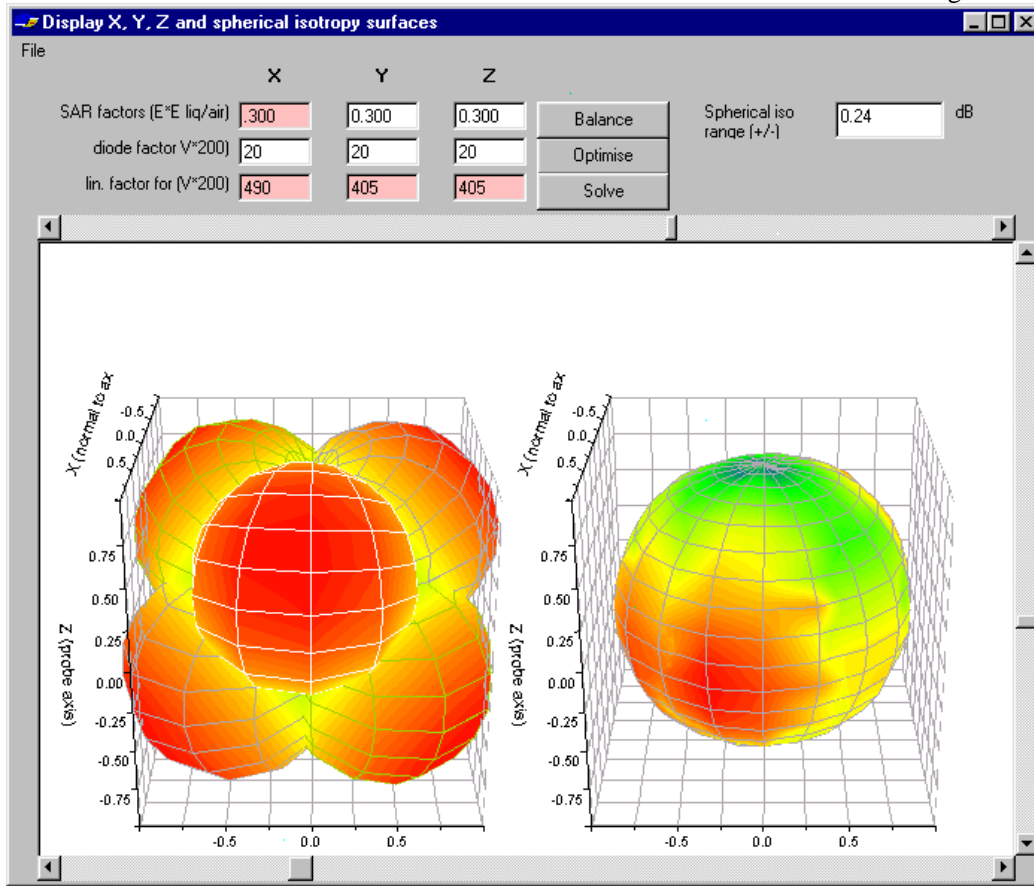 Display X, Y, Z and spherical isotropy surfaces
File
X Y Z
SAR factors (E*E liq/air) .300 0.300 0.300 Balance Spherical iso range (+/-) 0.24 dB
diode factor V*200) 20 20 20 Optimise
lin. factor for (V*200) 490 405 405 Solve
X (normal to ax
-0.5
0.0
0.5
0.75
0.50
0.25
0.00
-0.25
-0.50
-0.75
Z (probe axis)
-0.5 0.0 0.5
X (normal to ax
-0.5
0.0
0.5
0.75
0.50
0.25
0.00
-0.25
-0.50
-0.75
Z (probe axis)
-0.5 0.0 0.5